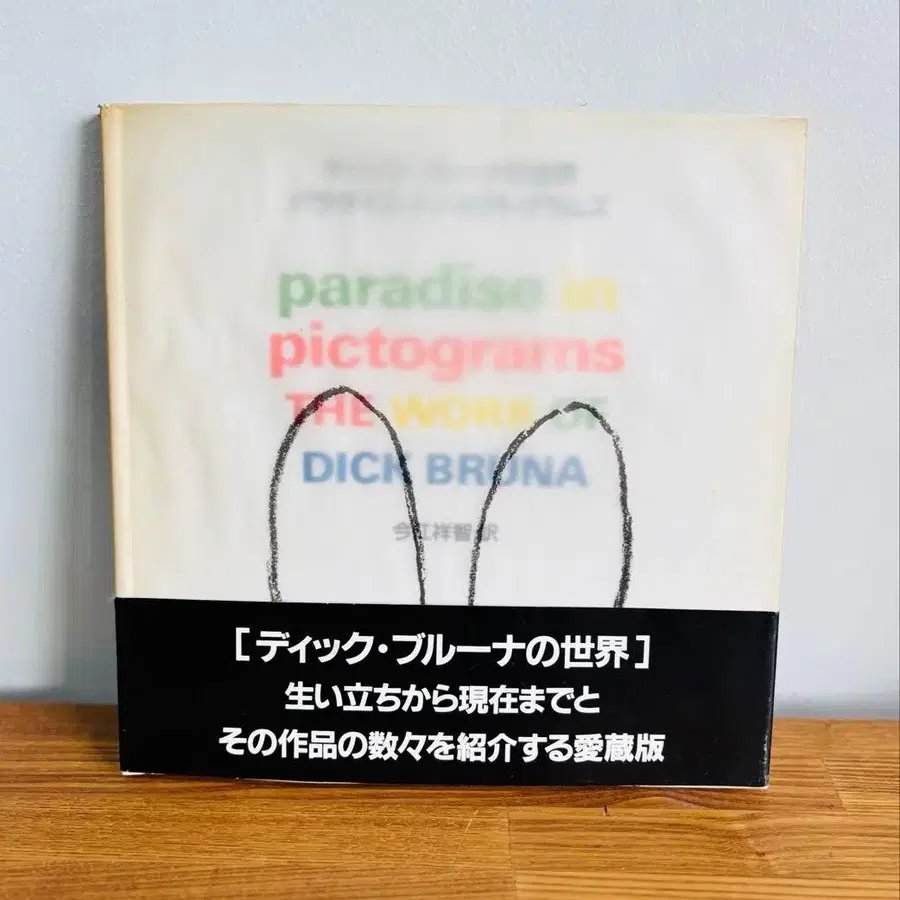 paradise in
pictograms
THE WORK OF
DICK BRUNA
今江祥智 訳
[ディック・ブルーナの世界]
生い立ちから現在までと
その作品の数々を紹介する愛蔵版